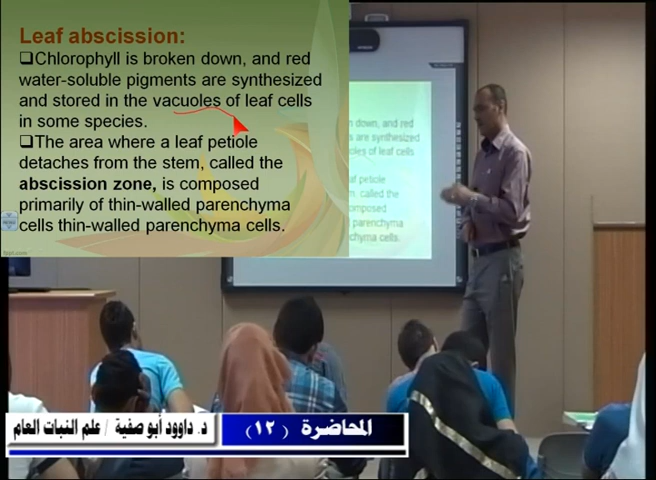 Leaf abscission:
❑Chlorophyll is broken down, and red
water-soluble pigments are synthesized
and stored in the vacuoles of leaf cells
in some species.
❑The area where a leaf petiole
detaches from the stem, called the
abscission zone, is composed
primarily of thin-walled parenchyma
cells thin-walled parenchyma cells.
down, and red
are synthesized
of leaf cells
petiole
called the
composed
parenchyma
cells.
المحاضرة (١٢) د. داوود أبو صفية / علم النبات العام